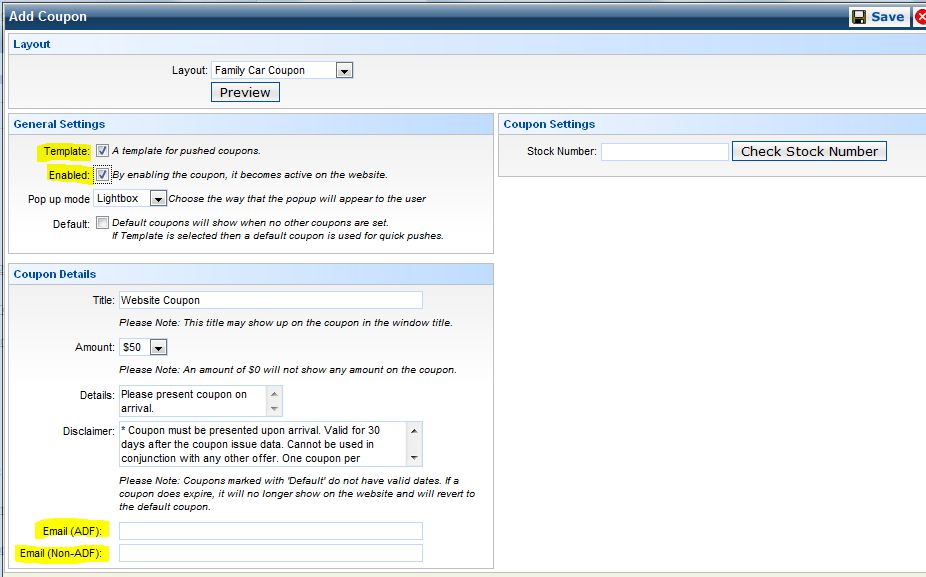 Add Coupon
Save
Layout
Layout: Family Car Coupon
Preview
General Settings
Template: A template for pushed coupons.
Enabled: By enabling the coupon, it becomes active on the website.
Pop up mode Lightbox Choose the way that the popup will appear to the user
Default: Default coupons will show when no other coupons are set.
If Template is selected then a default coupon is used for quick pushes.
Coupon Settings
Stock Number: Check Stock Number
Coupon Details
Title: Website Coupon
Please Note: This title may show up on the coupon in the window title.
Amount: $50
Please Note: An amount of $0 will not show any amount on the coupon.
Details: Please present coupon on
arrival.
Disclaimer: * Coupon must be presented upon arrival. Valid for 30
days after the coupon issue data. Cannot be used in
conjunction with any other offer. One coupon per
Please Note: Coupons marked with 'Default' do not have valid dates. If a
coupon does expire, it will no longer show on the website and will revert to
the default coupon.
Email (ADF):
Email (Non-ADF):